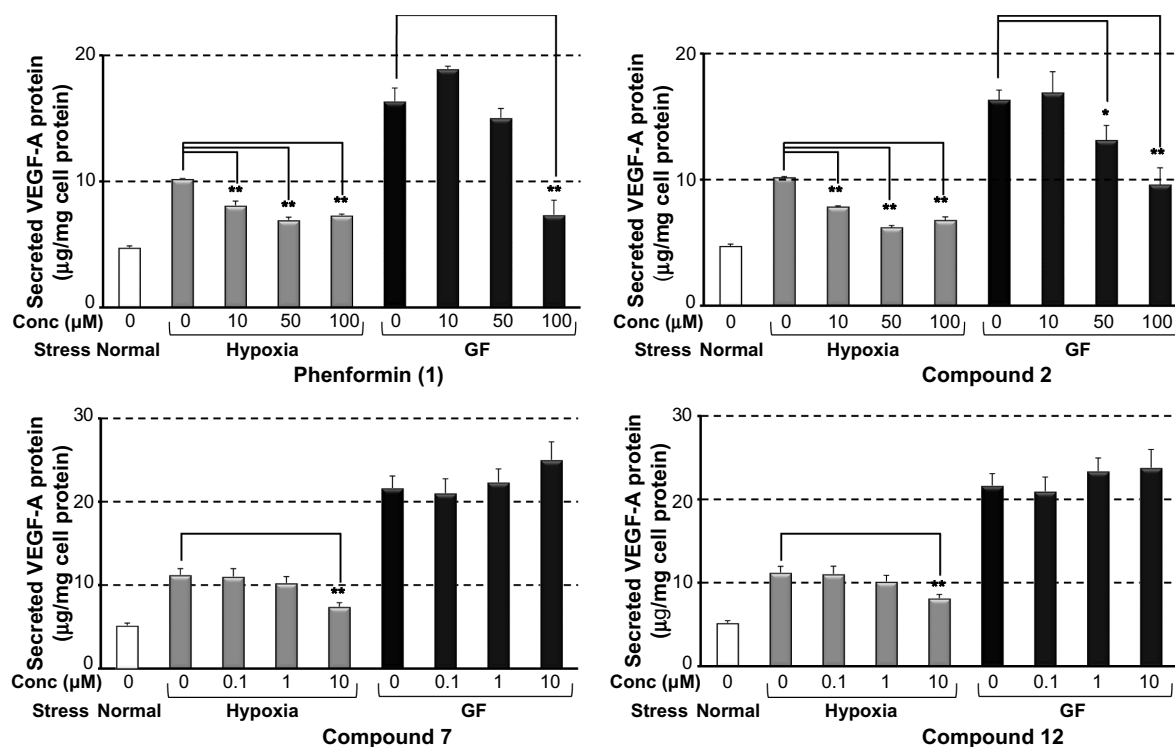 Secreted VEGF-A protein
(µg/mg cell protein)
20
10
0
** ** ** **
Conc (µM) 0 0 10 50 100 0 10 50 100
Stress Normal Hypoxia GF
Phenformin (1)
Secreted VEGF-A protein
(µg/mg cell protein)
20
10
0
** ** ** * **
Conc (µM) 0 0 10 50 100 0 10 50 100
Stress Normal Hypoxia GF
Compound 2
Secreted VEGF-A protein
(µg/mg cell protein)
30
20
10
0
**
Conc (µM) 0 0 0.1 1 10 0 0.1 1 10
Stress Normal Hypoxia GF
Compound 7
Secreted VEGF-A protein
(µg/mg cell protein)
30
20
10
0
**
Conc (µM) 0 0 0.1 1 10 0 0.1 1 10
Stress Normal Hypoxia GF
Compound 12